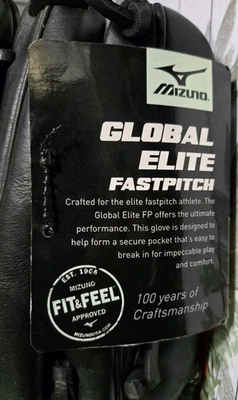 MIZUNO
GLOBAL
ELITE
FASTPITCH
Crafted for the elite fastpitch athlete. The
Global Elite FP offers the ultimate
performance. This glove is designed to
help form a secure pocket that's easy to
break in for impeccable play
and comfort.
EST. 1906
MIZUNO
FIT&FEEL
APPROVED
MIZUNOUSA.COM
100 years of
Craftsmanship